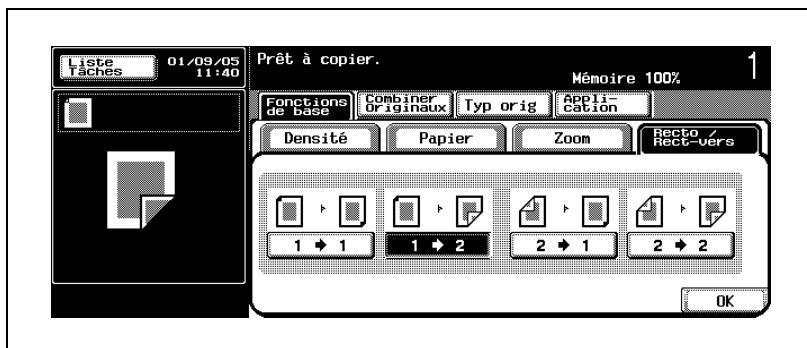 Liste
Tâches
01/09/05
11:40
Prêt à copier.
Mémoire 100%
1
Fonctions
de base
Combiner
Originaux
Typ orig
Appli-
cation
Densité
Papier
Zoom
Recto /
Rect-vers
1 ➔ 1
1 ➔ 2
2 ➔ 1
2 ➔ 2
OK